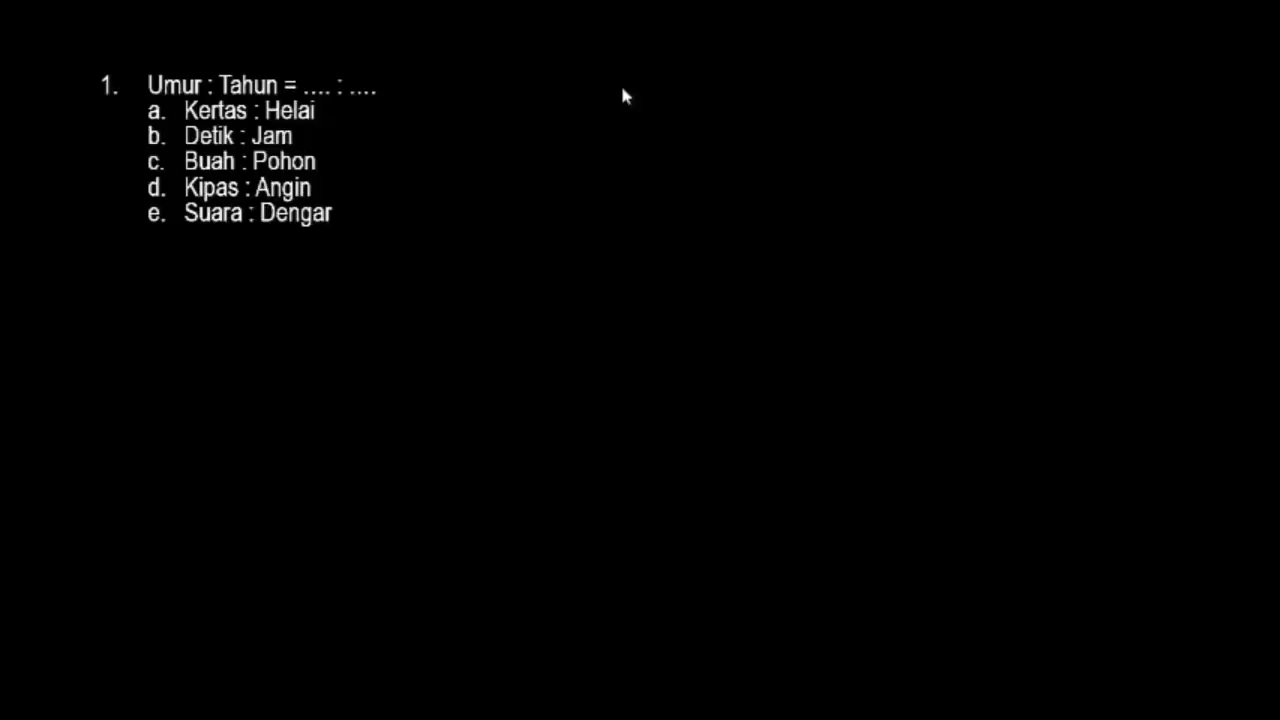 1. Umur : Tahun = .... : ....
a. Kertas : Helai
b. Detik : Jam
c. Buah : Pohon
d. Kipas : Angin
e. Suara : Dengar